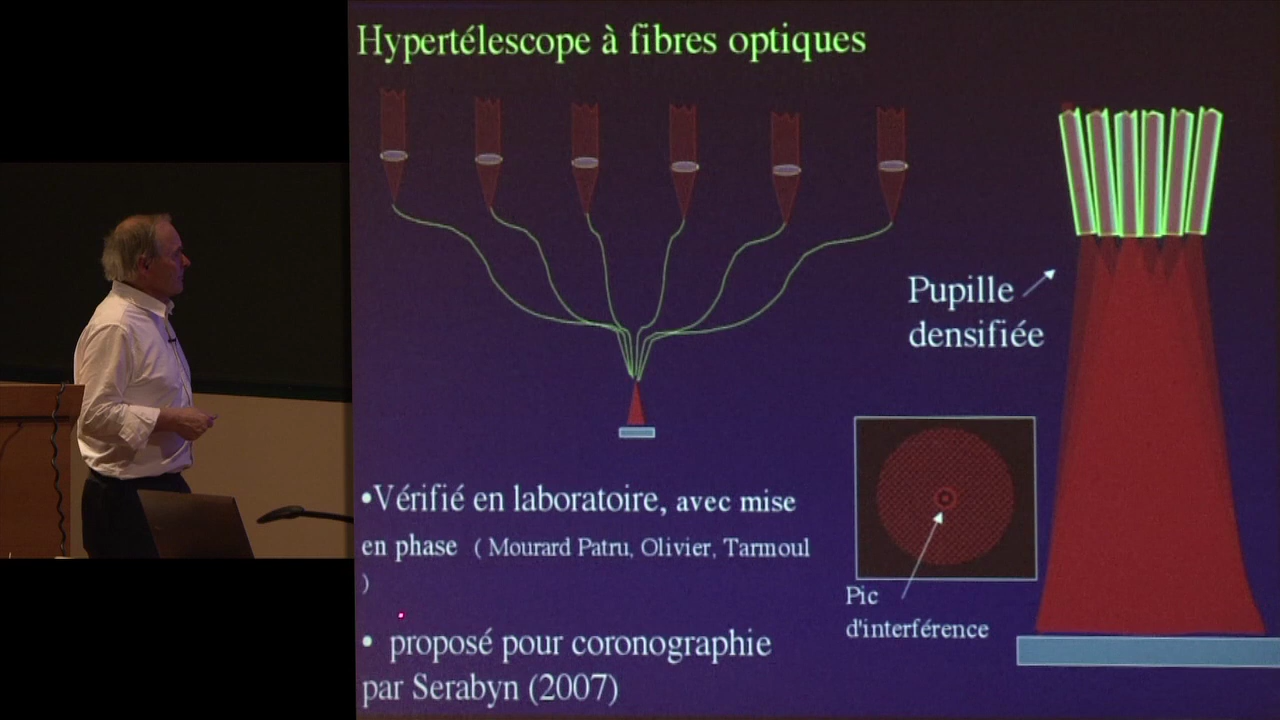 Hypertélescope à fibres optiques
Pupille
densifiée
•Vérifié en laboratoire, avec mise
en phase ( Mourard Patru, Olivier, Tarmoul
)
Pic
d'interférence
• proposé pour coronographie
par Serabyn (2007)